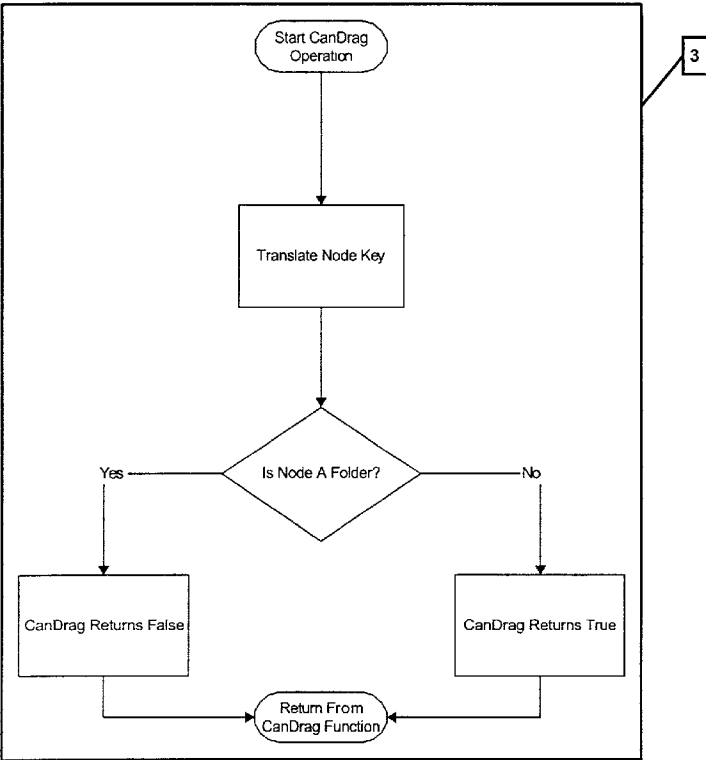 Start CanDrag
Operation
3
Translate Node Key
Is Node A Folder?
Yes
No
CanDrag Returns False
CanDrag Returns True
Return From
CanDrag Function